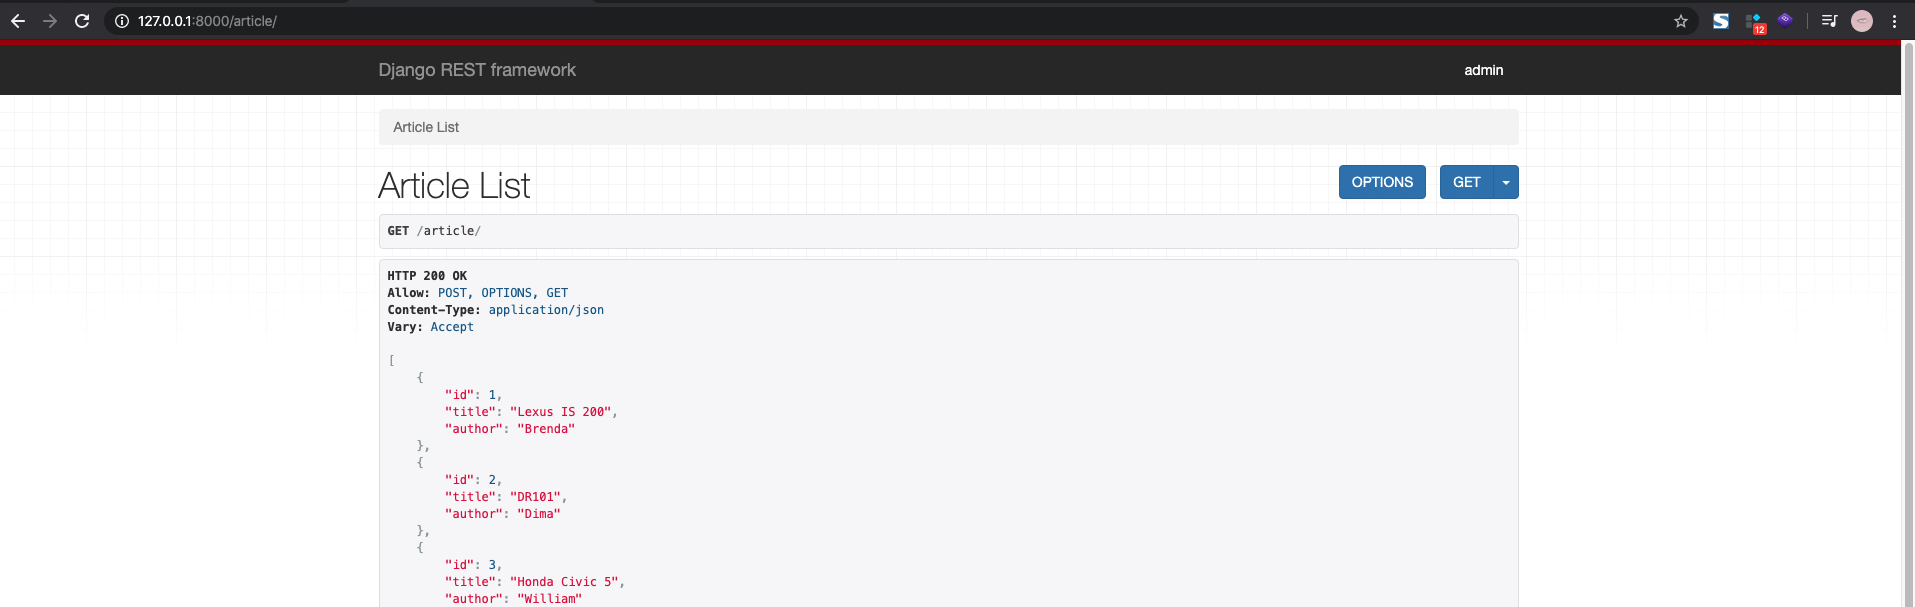 127.0.0.1:8000/article/
12
Django REST framework
admin
Article List
Article List
OPTIONS
GET
GET /article/
HTTP 200 OK
Allow: POST, OPTIONS, GET
Content-Type: application/json
Vary: Accept
[
{
"id": 1,
"title": "Lexus IS 200",
"author": "Brenda"
},
{
"id": 2,
"title": "DR101",
"author": "Dima"
},
{
"id": 3,
"title": "Honda Civic 5",
"author": "William"